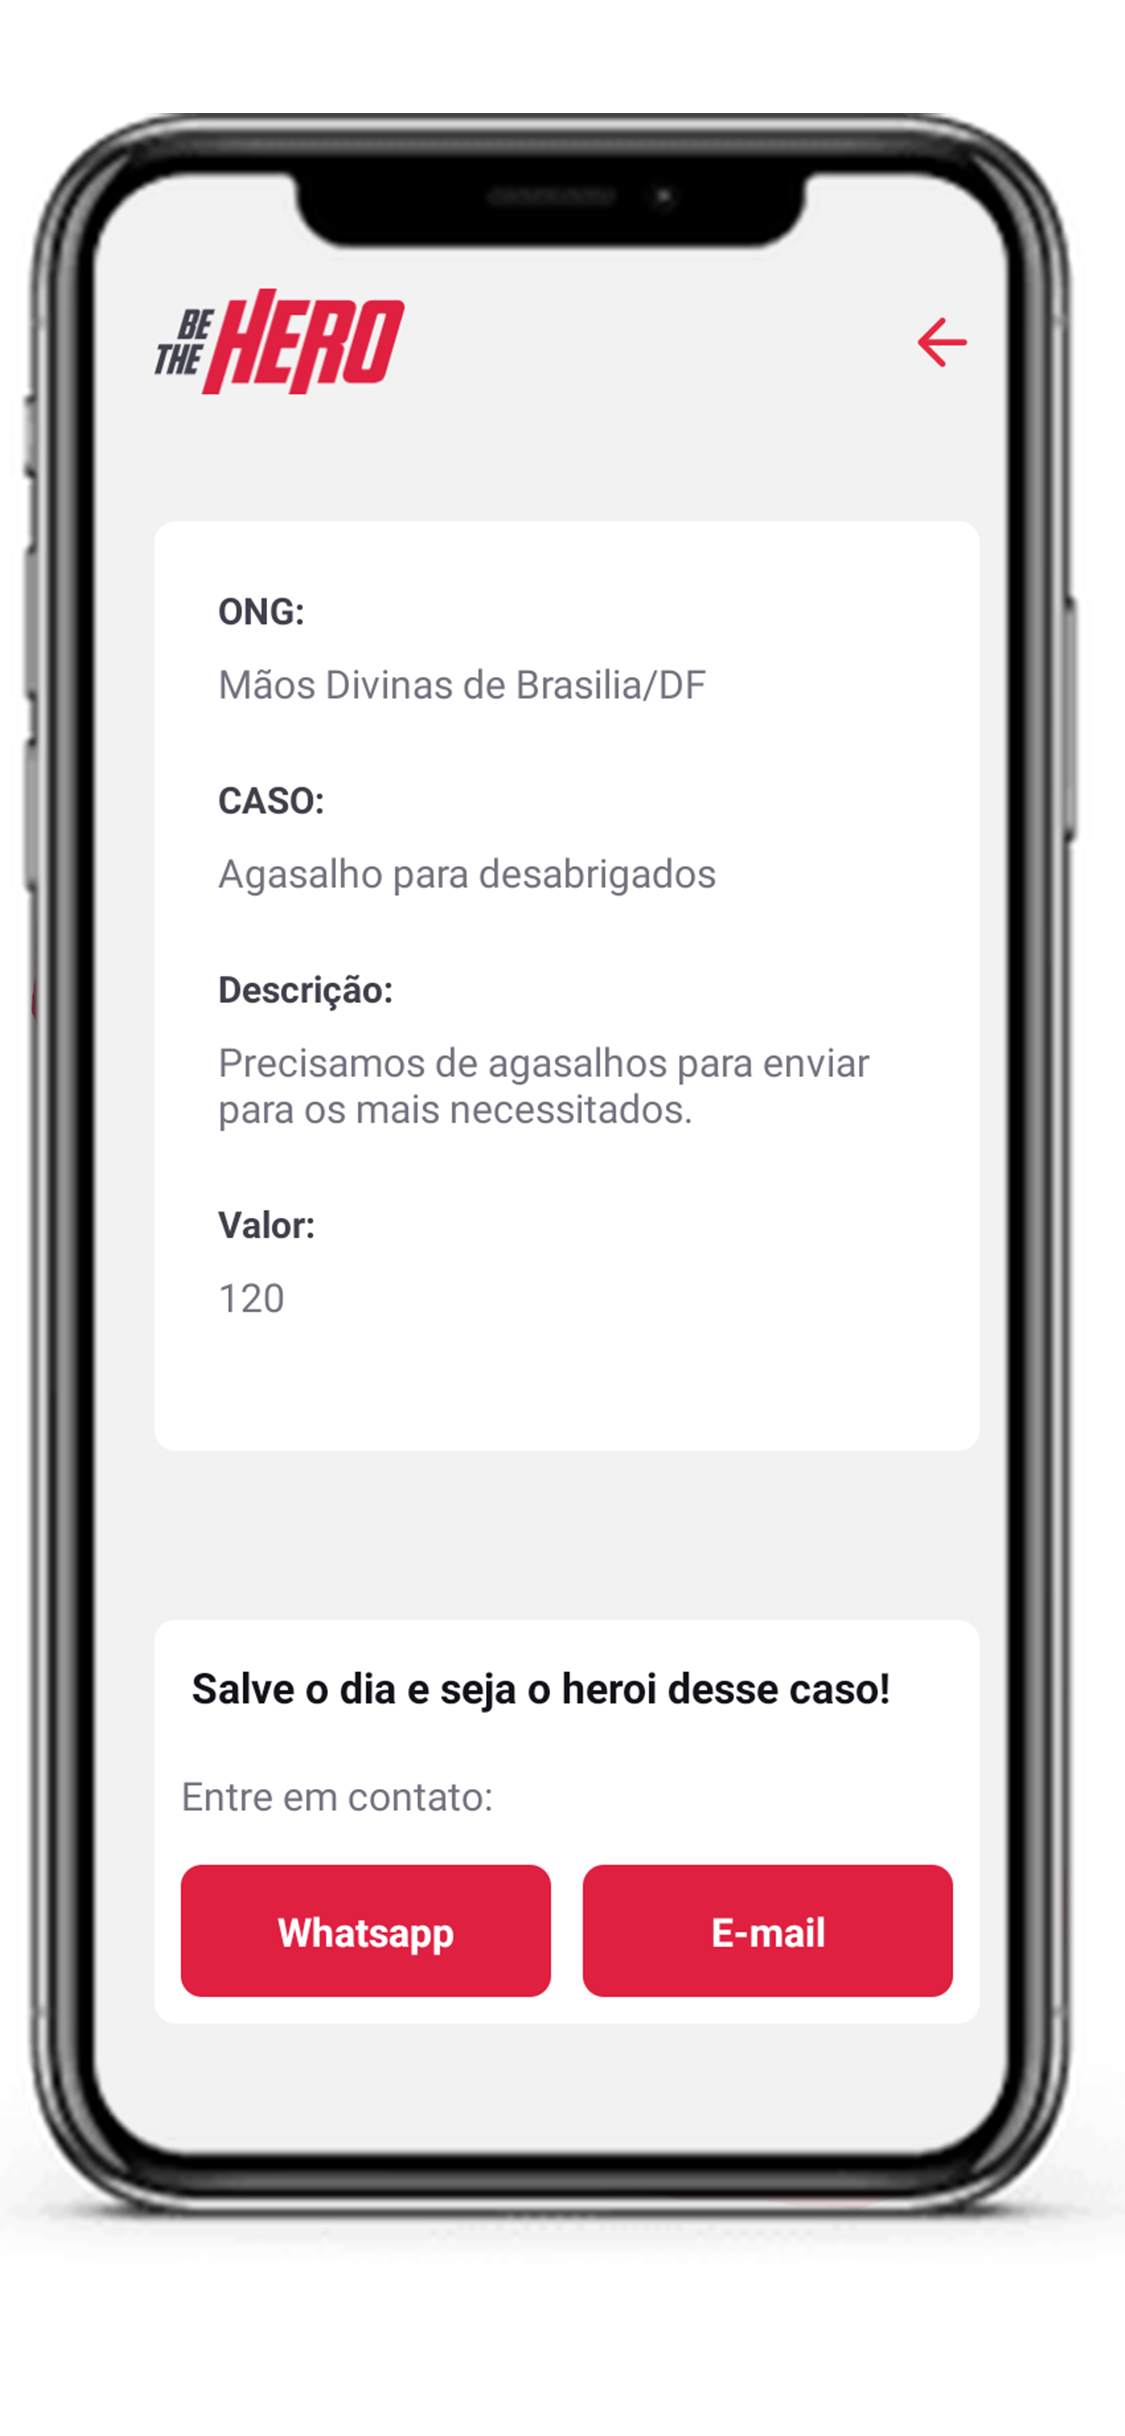 BE
THE HERO
ONG:
Mãos Divinas de Brasilia/DF
CASO:
Agasalho para desabrigados
Descrição:
Precisamos de agasalhos para enviar
para os mais necessitados.
Valor:
120
Salve o dia e seja o heroi desse caso!
Entre em contato:
Whatsapp E-mail